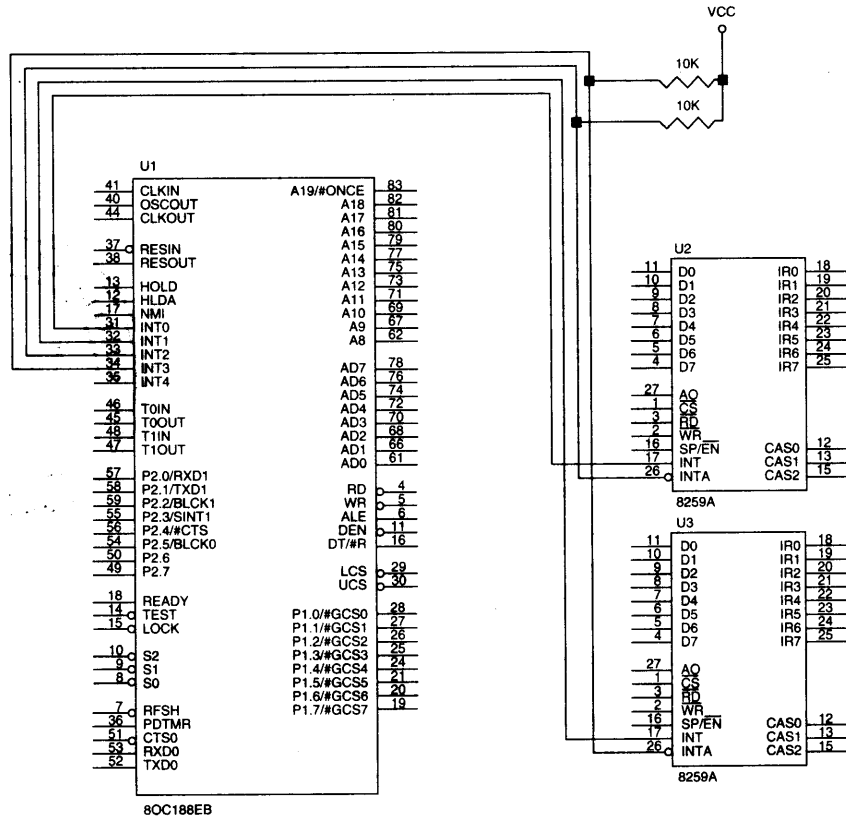 VCC
10K
10K
U1
41 CLKIN
40 OSCOUT
44 CLKOUT
37 RESIN
38 RESOUT
13 HOLD
12 HLDA
17 NMI
31 INT0
32 INT1
33 INT2
34 INT3
35 INT4
46 T0IN
45 T0OUT
48 T1IN
47 T1OUT
57 P2.0/RXD1
58 P2.1/TXD1
59 P2.2/BLCK1
55 P2.3/SINT1
56 P2.4/#CTS
54 P2.5/BLCK0
50 P2.6
49 P2.7
18 READY
14 TEST
15 LOCK
10 S2
9 S1
8 S0
7 RFSH
36 PDTMR
51 CTS0
53 RXD0
52 TXD0
A19/#ONCE 83
A18 82
A17 81
A16 80
A15 79
A14 77
A13 75
A12 73
A11 71
A10 69
A9 67
A8 62
AD7 78
AD6 76
AD5 74
AD4 72
AD3 70
AD2 68
AD1 66
AD0 61
RD 4
WR 5
ALE 6
DEN 11
DT/#R 16
LCS 29
UCS 30
P1.0/#GCS0 28
P1.1/#GCS1 27
P1.2/#GCS2 26
P1.3/#GCS3 25
P1.4/#GCS4 24
P1.5/#GCS5 21
P1.6/#GCS6 20
P1.7/#GCS7 19
8OC188EB
U2
11 D0
10 D1
9 D2
8 D3
7 D4
6 D5
5 D6
4 D7
27 AO
1 CS
3 RD
2 WR
16 SP/EN
17 INT
26 INTA
IR0 18
IR1 19
IR2 20
IR3 21
IR4 22
IR5 23
IR6 24
IR7 25
CAS0 12
CAS1 13
CAS2 15
8259A
U3
11 D0
10 D1
9 D2
8 D3
7 D4
6 D5
5 D6
4 D7
27 AO
1 CS
3 RD
2 WR
16 SP/EN
17 INT
26 INTA
IR0 18
IR1 19
IR2 20
IR3 21
IR4 22
IR5 23
IR6 24
IR7 25
CAS0 12
CAS1 13
CAS2 15
8259A